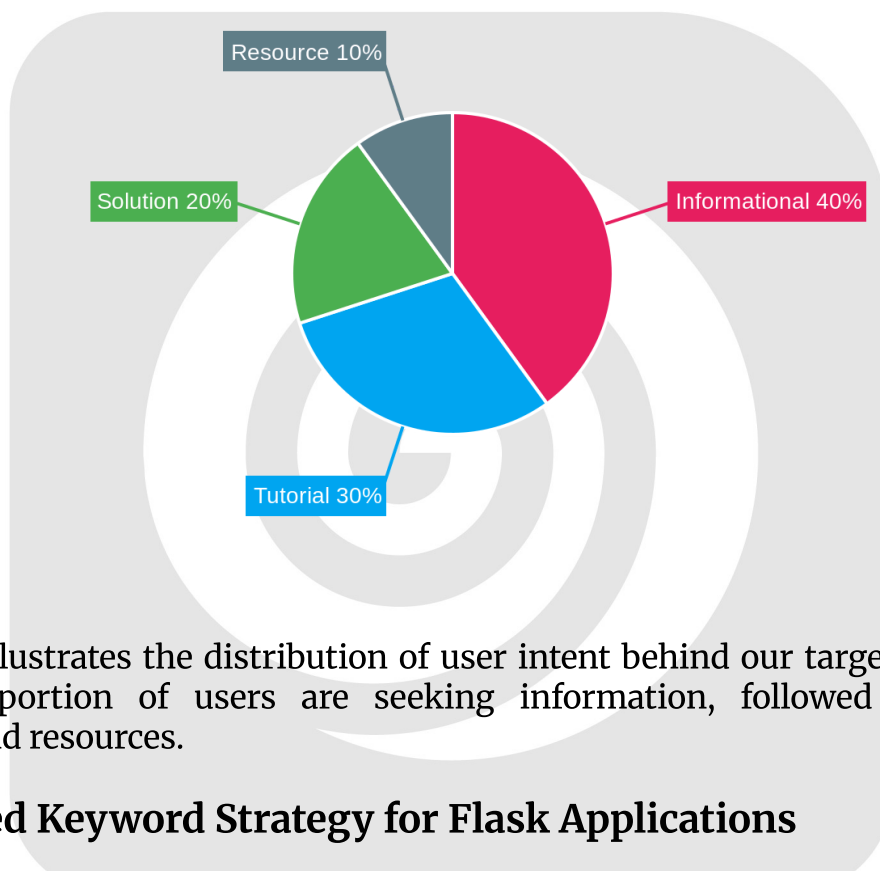 Resource 10%
Solution 20%
Informational 40%
Tutorial 30%
lustrates the distribution of user intent behind our targe
portion of users are seeking information, followed
d resources.
ed Keyword Strategy for Flask Applications